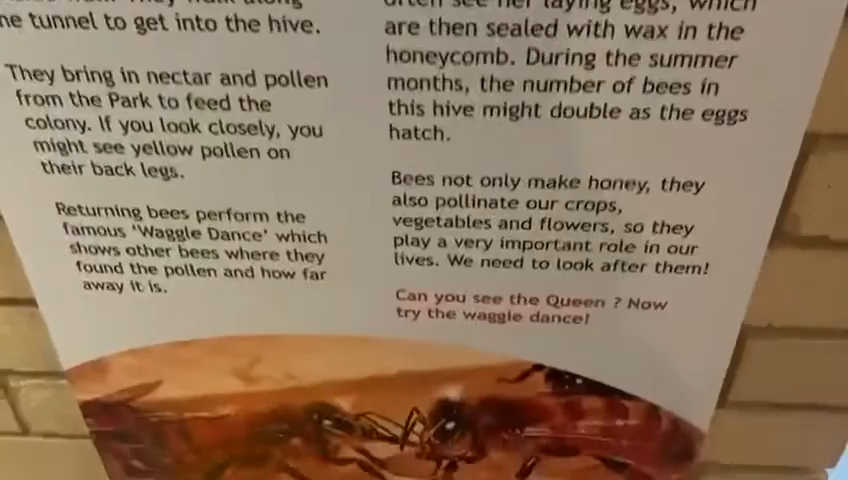 ne tunnel to get into the hive.
They bring in nectar and pollen
from the Park to feed the
colony. If you look closely, you
might see yellow pollen on
their back legs.
Returning bees perform the
famous 'Waggle Dance' which
shows other bees where they
found the pollen and how far
away it is.
often see her laying eggs, which
are then sealed with wax in the
honeycomb. During the summer
months, the number of bees in
this hive might double as the eggs
hatch.
Bees not only make honey, they
also pollinate our crops,
vegetables and flowers, so they
play a very important role in our
lives. We need to look after them!
Can you see the Queen ? Now
try the waggle dance!